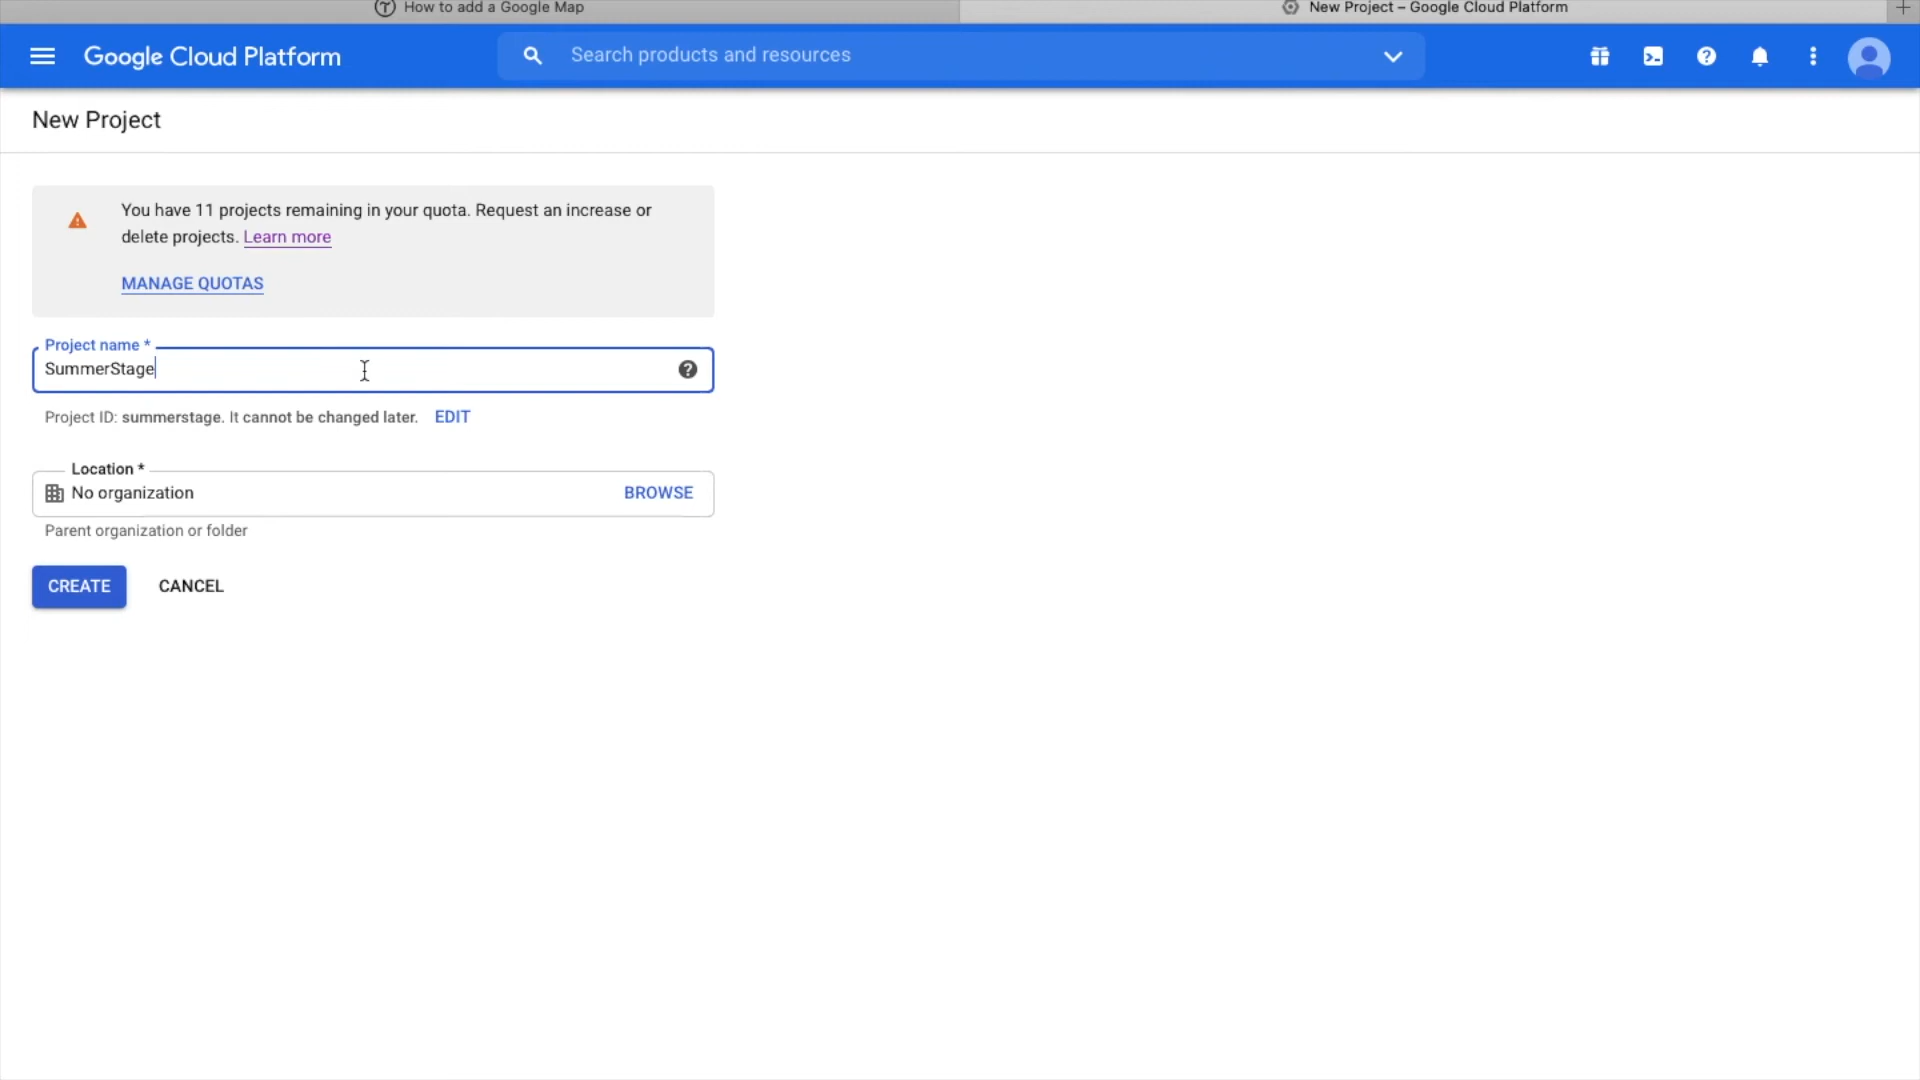 How to add a Google Map
New Project – Google Cloud Platform
Google Cloud Platform
Search products and resources
New Project
You have 11 projects remaining in your quota. Request an increase or
delete projects. Learn more
MANAGE QUOTAS
Project name *
SummerStage
Project ID: summerstage. It cannot be changed later. EDIT
Location *
No organization BROWSE
Parent organization or folder
CREATE CANCEL